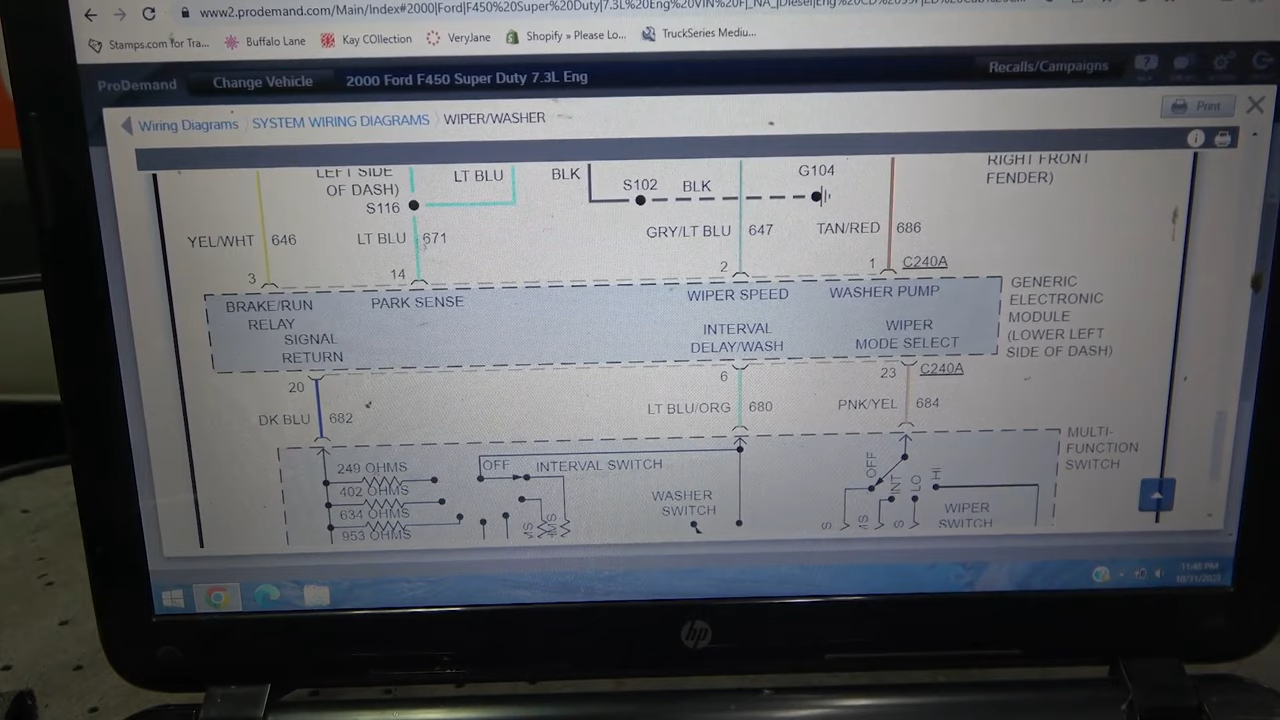 www2.prodemand.com/Main/Index#2000|Ford|F450%20Super%20Duty|7.3L%20Eng%20VIN%20F|_NA_|Diesel|Eng%20CD%
Stamps.com for Tra...
Buffalo Lane
Kay COllection
VeryJane
Shopify » Please Lo...
TruckSeries Mediu...
ProDemand
Change Vehicle
2000 Ford F450 Super Duty 7.3L Eng
Recalls/Campaigns
Wiring Diagrams
SYSTEM WIRING DIAGRAMS
WIPER/WASHER
Print
LEFT SIDE
OF DASH)
S116
LT BLU
BLK
S102
BLK
G104
RIGHT FRONT
FENDER)
YEL/WHT
646
LT BLU
671
GRY/LT BLU
647
TAN/RED
686
3
14
2
1
C240A
BRAKE/RUN
RELAY
PARK SENSE
WIPER SPEED
WASHER PUMP
SIGNAL
RETURN
INTERVAL
DELAY/WASH
WIPER
MODE SELECT
GENERIC
ELECTRONIC
MODULE
(LOWER LEFT
SIDE OF DASH)
20
6
23
C240A
DK BLU
682
LT BLU/ORG
680
PNK/YEL
684
MULTI-
FUNCTION
SWITCH
249 OHMS
402 OHMS
634 OHMS
953 OHMS
OFF
INTERVAL SWITCH
WASHER
SWITCH
OFF
INT
LO
HI
WIPER
SWITCH
11:48 PM
hp